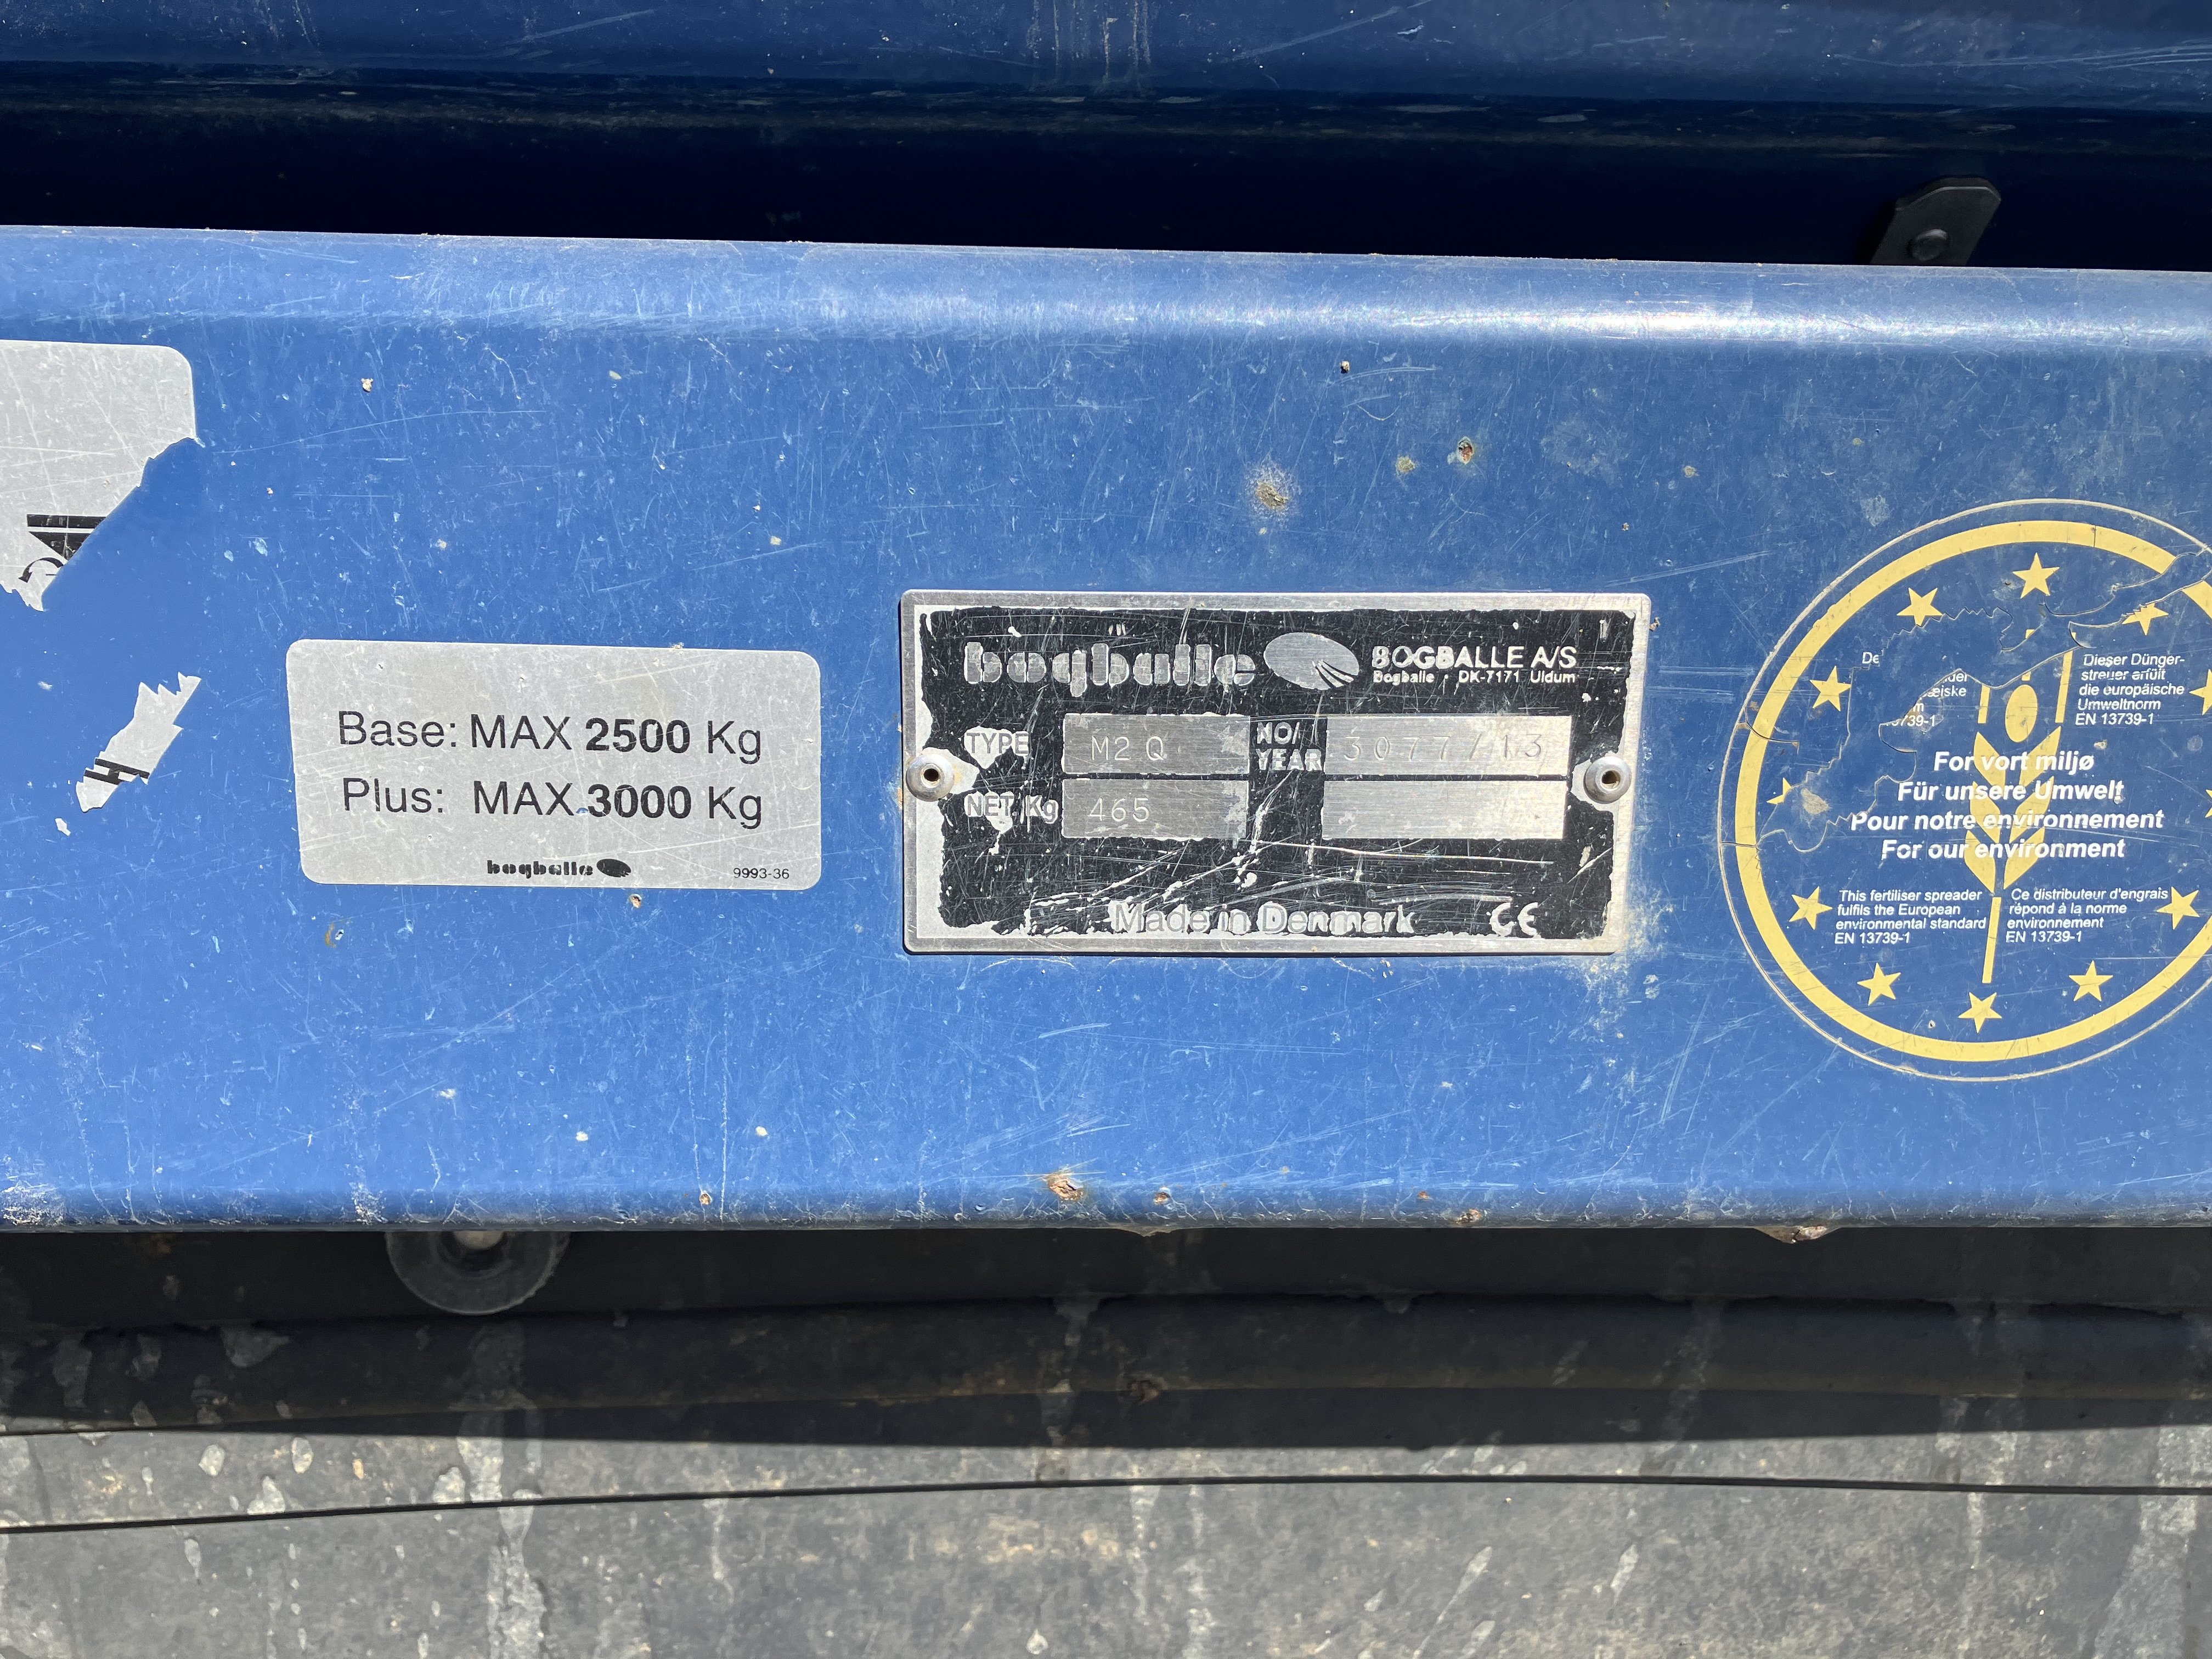 H
Base: MAX 2500 Kg
Plus: MAX 3000 Kg
bogballe
9993-36
bogballe BOGBALLE A/S
Bogballe · DK-7171 Uldum
TYPE M2 Q NO/ YEAR 3077/13
NET Kg 465
Made in Denmark CE
Dieser Dünger-
streuer erfüllt
die europäische
Umweltnorm
EN 13739-1
For vort miljø
Für unsere Umwelt
Pour notre environnement
For our environment
This fertiliser spreader
fulfils the European
environmental standard
EN 13739-1
Ce distributeur d'engrais
répond à la norme
environnement
EN 13739-1